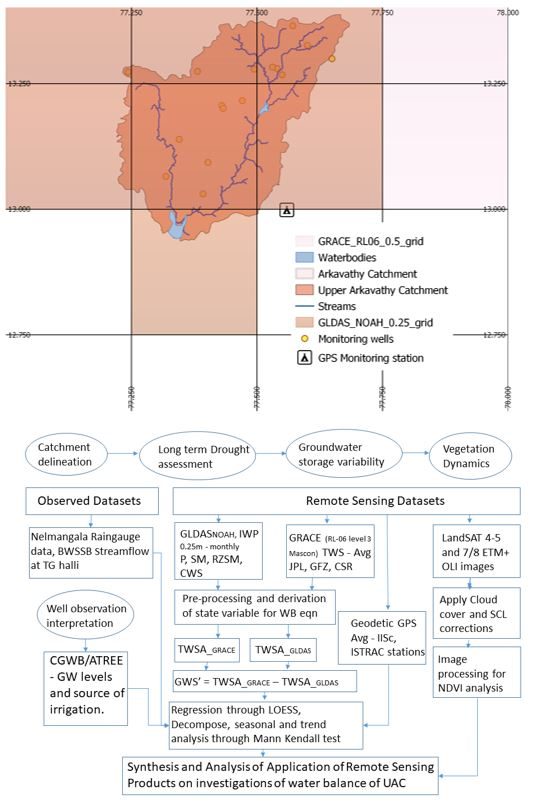 77.250
77.500
77.750
78.000
13.250
13.250
13.000
13.000
GRACE_RL06_0.5_grid
Waterbodies
Arkavathy Catchment
Upper Arkavathy Catchment
Streams
GLDAS_NOAH_0.25_grid
Monitoring wells
GPS Monitoring station
12.750
12.750
77.250
77.500
77.750
78.000
Catchment
delineation
Long term Drought
assessment
Groundwater
storage variability
Vegetation
Dynamics
Observed Datasets
Remote Sensing Datasets
Nelmangala Raingauge
data, BWSSB Streamflow
at TG halli
GLDASNOAH, IWP
0.25m - monthly
P, SM, RZSM,
CWS
GRACE (RL-06 level 3
Mascon) TWS - Avg
JPL, GFZ, CSR
LandSAT 4-5
and 7/8 ETM+
OLI images
Well observation
interpretation
Pre-processing and derivation
of state variable for WB eqn
Apply Cloud
cover and SCL
corrections
Geodetic GPS
Avg - IISc,
ISTRAC stations
TWSA_GRACE
TWSA_GLDAS
Image
processing for
NDVI analysis
CGWB/ATREE
- GW levels
and source of
irrigation.
GWS' = TWSA_GRACE – TWSA_GLDAS
Regression through LOESS,
Decompose, seasonal and trend
analysis through Mann Kendall test
Synthesis and Analysis of Application of Remote Sensing
Products on investigations of water balance of UAC